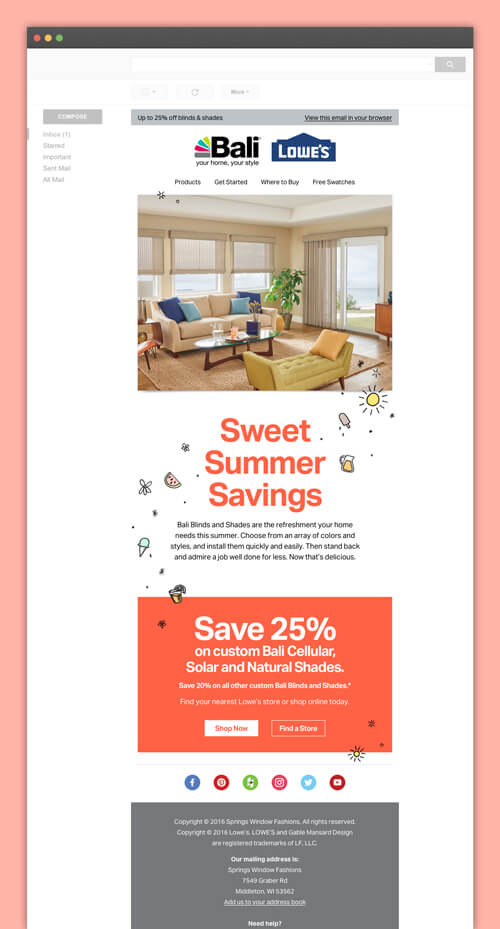 More
COMPOSE
Inbox (1)
Starred
Important
Sent Mail
All Mail
Up to 25% off blinds & shades
View this email in your browser
Bali
your home, your style
LOWE'S
Products
Get Started
Where to Buy
Free Swatches
Sweet
Summer
Savings
Bali Blinds and Shades are the refreshment your home
needs this summer. Choose from an array of colors and
styles, and install them quickly and easily. Then stand back
and admire a job well done for less. Now that's delicious.
Save 25%
on custom Bali Cellular,
Solar and Natural Shades.
Save 20% on all other custom Bali Blinds and Shades.*
Find your nearest Lowe's store or shop online today.
Shop Now
Find a Store
Copyright © 2016 Springs Window Fashions. All rights reserved.
Copyright © 2016 Lowe's. LOWE'S and Gable Mansard Design
are registered trademarks of LF, LLC.
Our mailing address is:
Springs Window Fashions
7549 Graber Rd
Middleton, WI 53562
Add us to your address book
Need help?